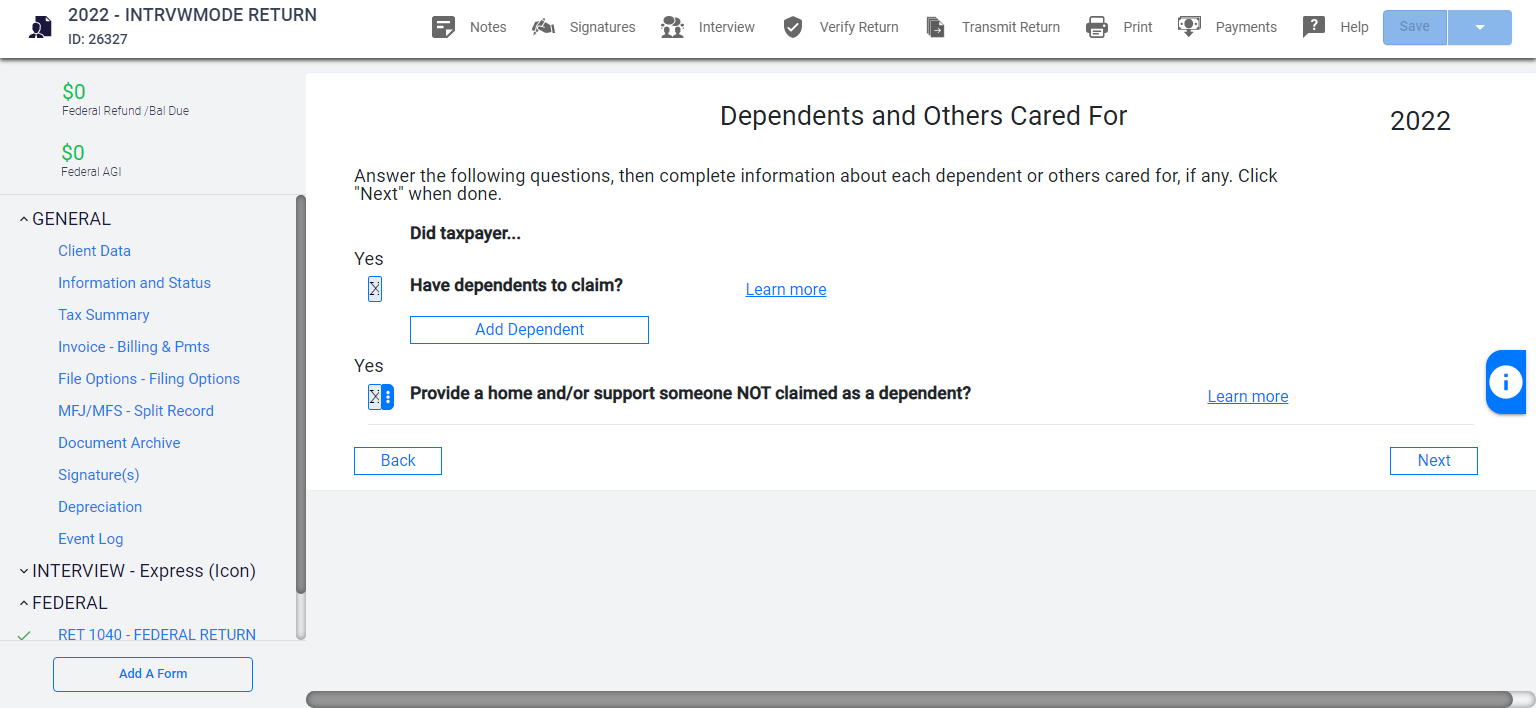 2022 - INTRVWMODE RETURN
ID: 26327
Notes
Signatures
Interview
Verify Return
Transmit Return
Print
Payments
Help
Save
$0
Federal Refund /Bal Due
$0
Federal AGI
GENERAL
Client Data
Information and Status
Tax Summary
Invoice - Billing & Pmts
File Options - Filing Options
MFJ/MFS - Split Record
Document Archive
Signature(s)
Depreciation
Event Log
INTERVIEW - Express (Icon)
FEDERAL
RET 1040 - FEDERAL RETURN
Add A Form
Dependents and Others Cared For
2022
Answer the following questions, then complete information about each dependent or others cared for, if any. Click
"Next" when done.
Did taxpayer...
Yes
X Have dependents to claim? Learn more
Add Dependent
Yes
X Provide a home and/or support someone NOT claimed as a dependent? Learn more
Back
Next